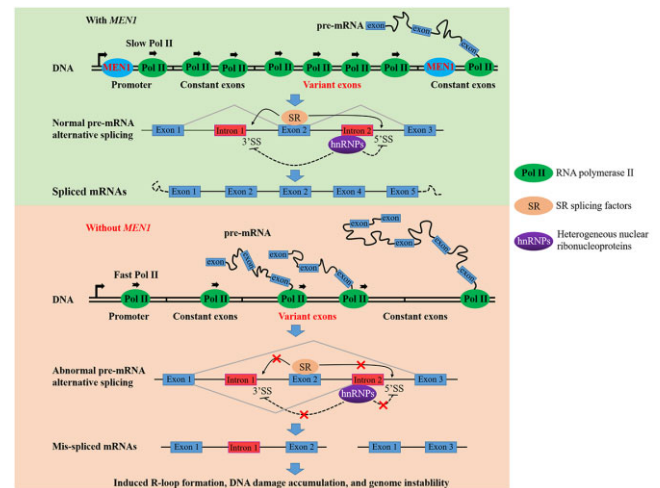 With MEN1
pre-mRNA
exon
exon
exon
Slow Pol II
DNA
MEN1
Pol II
Pol II
Pol II
Pol II
Pol II
Pol II
Pol II
MEN1
Pol II
Promoter
Constant exons
Variant exons
Constant exons
Normal pre-mRNA
alternative splicing
SR
Exon 1
Intron 1
Exon 2
Intron 2
Exon 3
3'SS
hnRNPs
5'SS
Spliced mRNAs
Exon 1
Exon 2
Exon 2
Exon 4
Exon 5
Pol II
RNA polymerase II
SR
SR splicing factors
hnRNPs
Heterogeneous nuclear
ribonucleoproteins
Without MEN1
pre-mRNA
exon
exon
exon
exon
exon
exon
exon
exon
exon
exon
exon
Fast Pol II
DNA
Pol II
Pol II
Pol II
Pol II
Pol II
Promoter
Constant exons
Variant exons
Constant exons
Abnormal pre-mRNA
alternative splicing
SR
Exon 1
Intron 1
Exon 2
Intron 2
Exon 3
3'SS
hnRNPs
5'SS
Mis-spliced mRNAs
Exon 1
Intron 1
Exon 2
Exon 1
Exon 3
Induced R-loop formation, DNA damage accumulation, and genome instablility